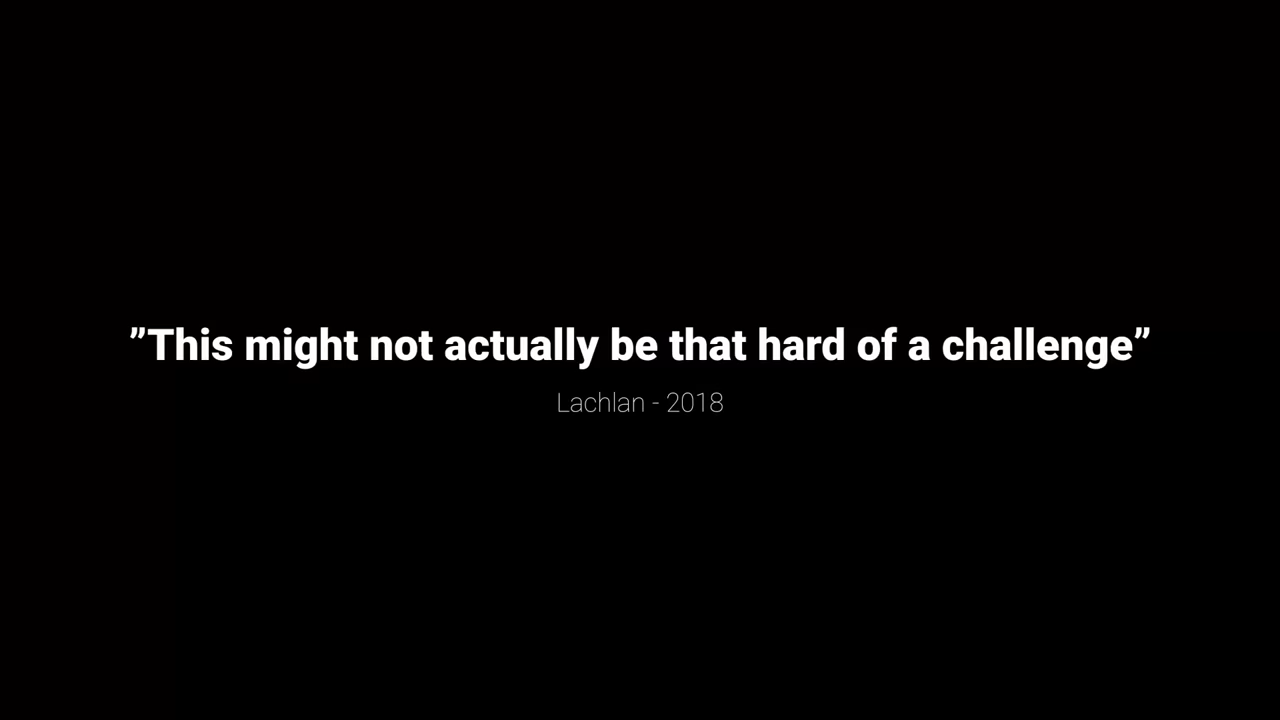 ”This might not actually be that hard of a challenge”
Lachlan - 2018